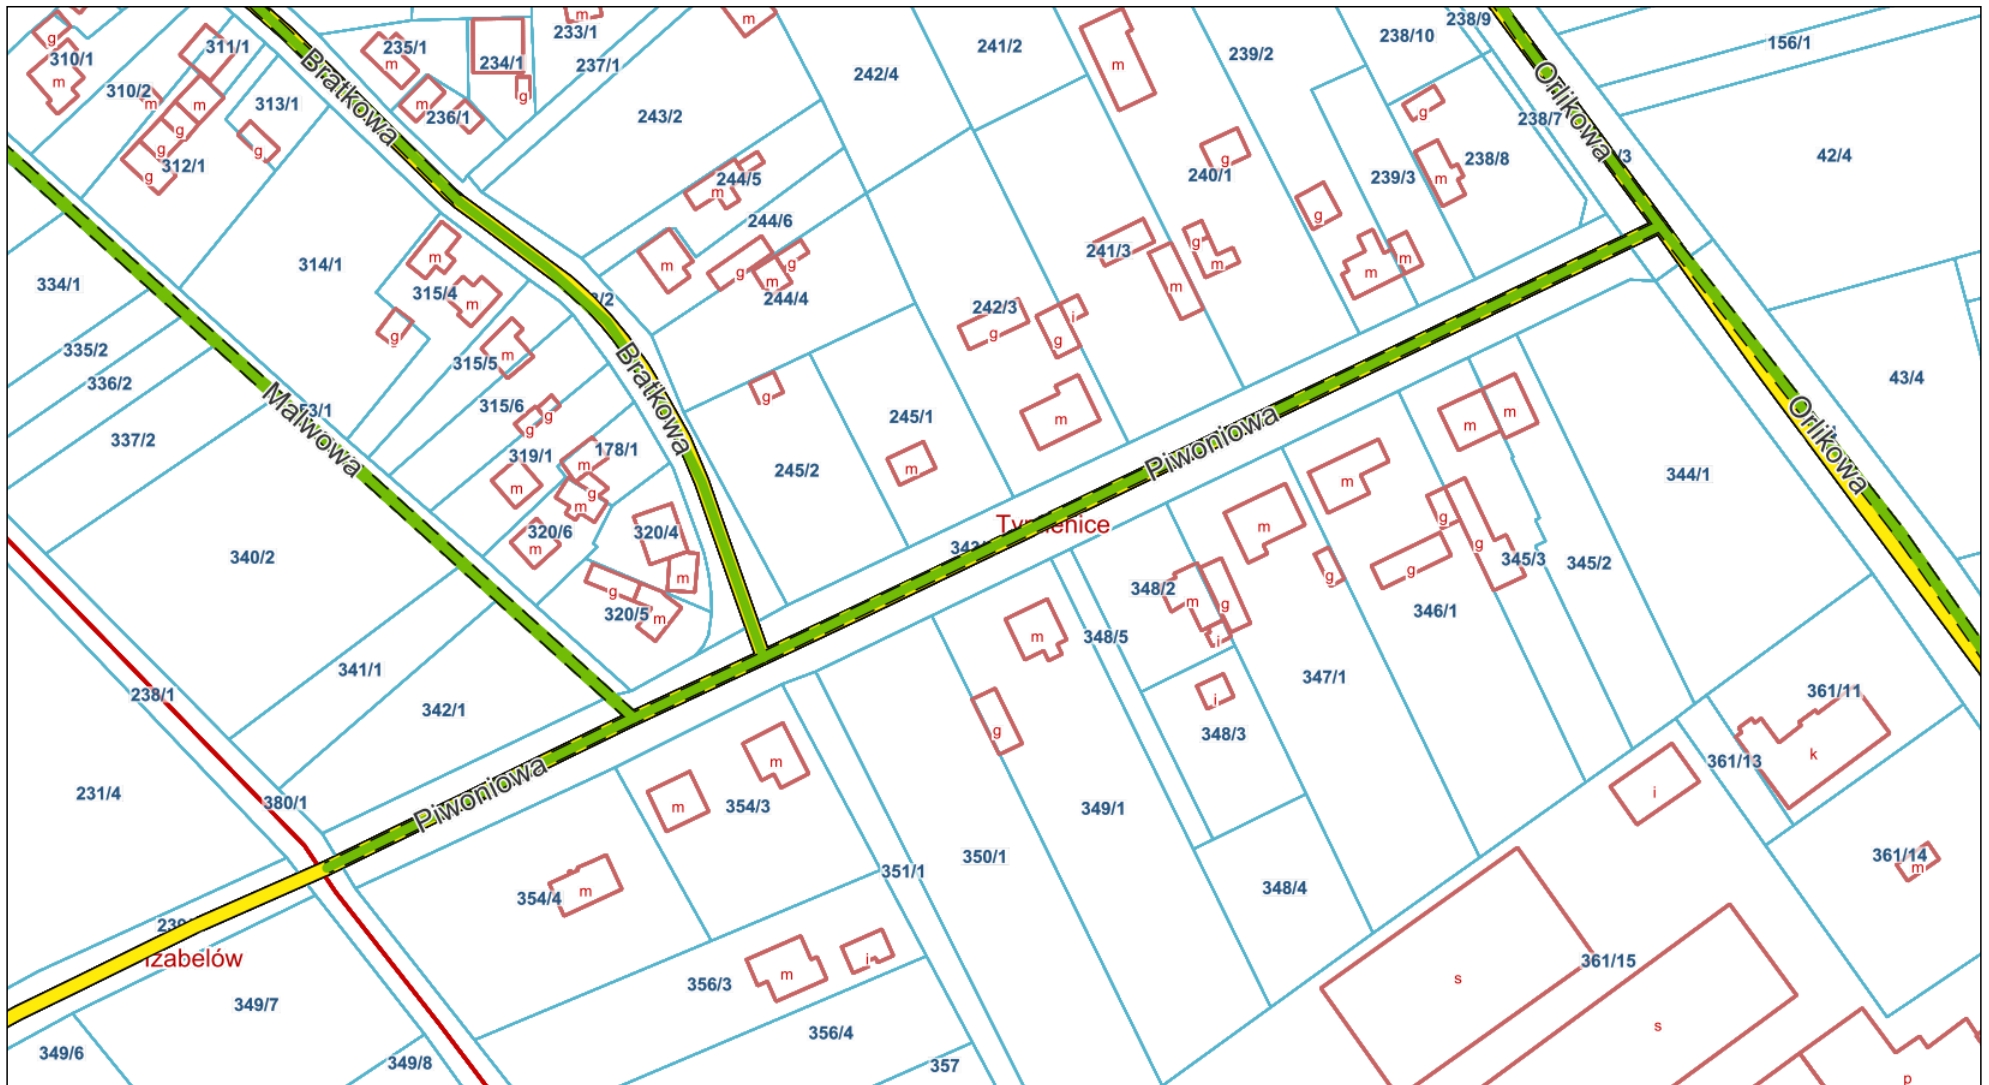 238/9
233/1
311/1
235/1
238/10
156/1
241/2
239/2
310/1
234/1
237/1
242/4
310/2
313/1
236/1
243/2
238/7
Bratkowa
Orlikowa
42/4
/3
238/8
312/1
244/5
240/1
239/3
244/6
314/1
241/3
334/1
315/4
244/4
242/3
335/2
315/5
336/2
43/4
53/1
315/6
245/1
Malwowa
Bratkowa
Piwoniowa
Orlikowa
337/2
178/1
319/1
245/2
344/1
320/6
320/4
340/2
345/3
345/2
348/2
320/5
348/5
346/1
341/1
347/1
238/1
361/11
342/1
348/3
361/13
231/4
380/1
Piwoniowa
354/3
349/1
350/1
361/14
351/1
348/4
354/4
Izabelów
361/15
356/3
349/7
356/4
349/6
349/8
357
g
m
m
m
m
m
m
m
g
g
g
g
g
m
m
g
m
g
m
g
m
g
m
g
g
m
g
m
m
m
m
m
g
m
g
g
i
m
g
g
g
m
m
m
m
m
m
g
m
m
m
m
m
g
g
g
g
g
m
m
g
m
g
m
m
i
i
g
m
k
m
i
m
m
m
i
s
s
p